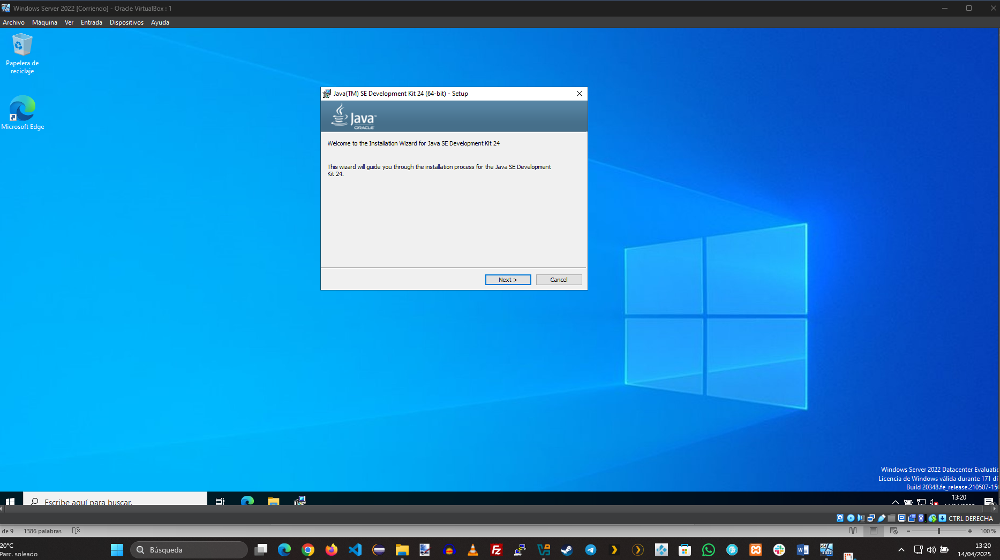 Windows Server 2022 [Corriendo] - Oracle VirtualBox : 1
Archivo Máquina Ver Entrada Dispositivos Ayuda
Papelera de
reciclaje
Microsoft Edge
Java(TM) SE Development Kit 24 (64-bit) - Setup
Java™
ORACLE
Welcome to the Installation Wizard for Java SE Development Kit 24
This wizard will guide you through the installation process for the Java SE Development
Kit 24.
Next >
Cancel
Windows Server 2022 Datacenter Evaluatio
Licencia de Windows válida durante 171 dí
Build 20348.fe_release.210507-150
Escribe aquí para buscar.
13:20
CTRL DERECHA
de 9 1386 palabras
100 %
20°C
Parc. soleado
Búsqueda
13:20
14/04/2025